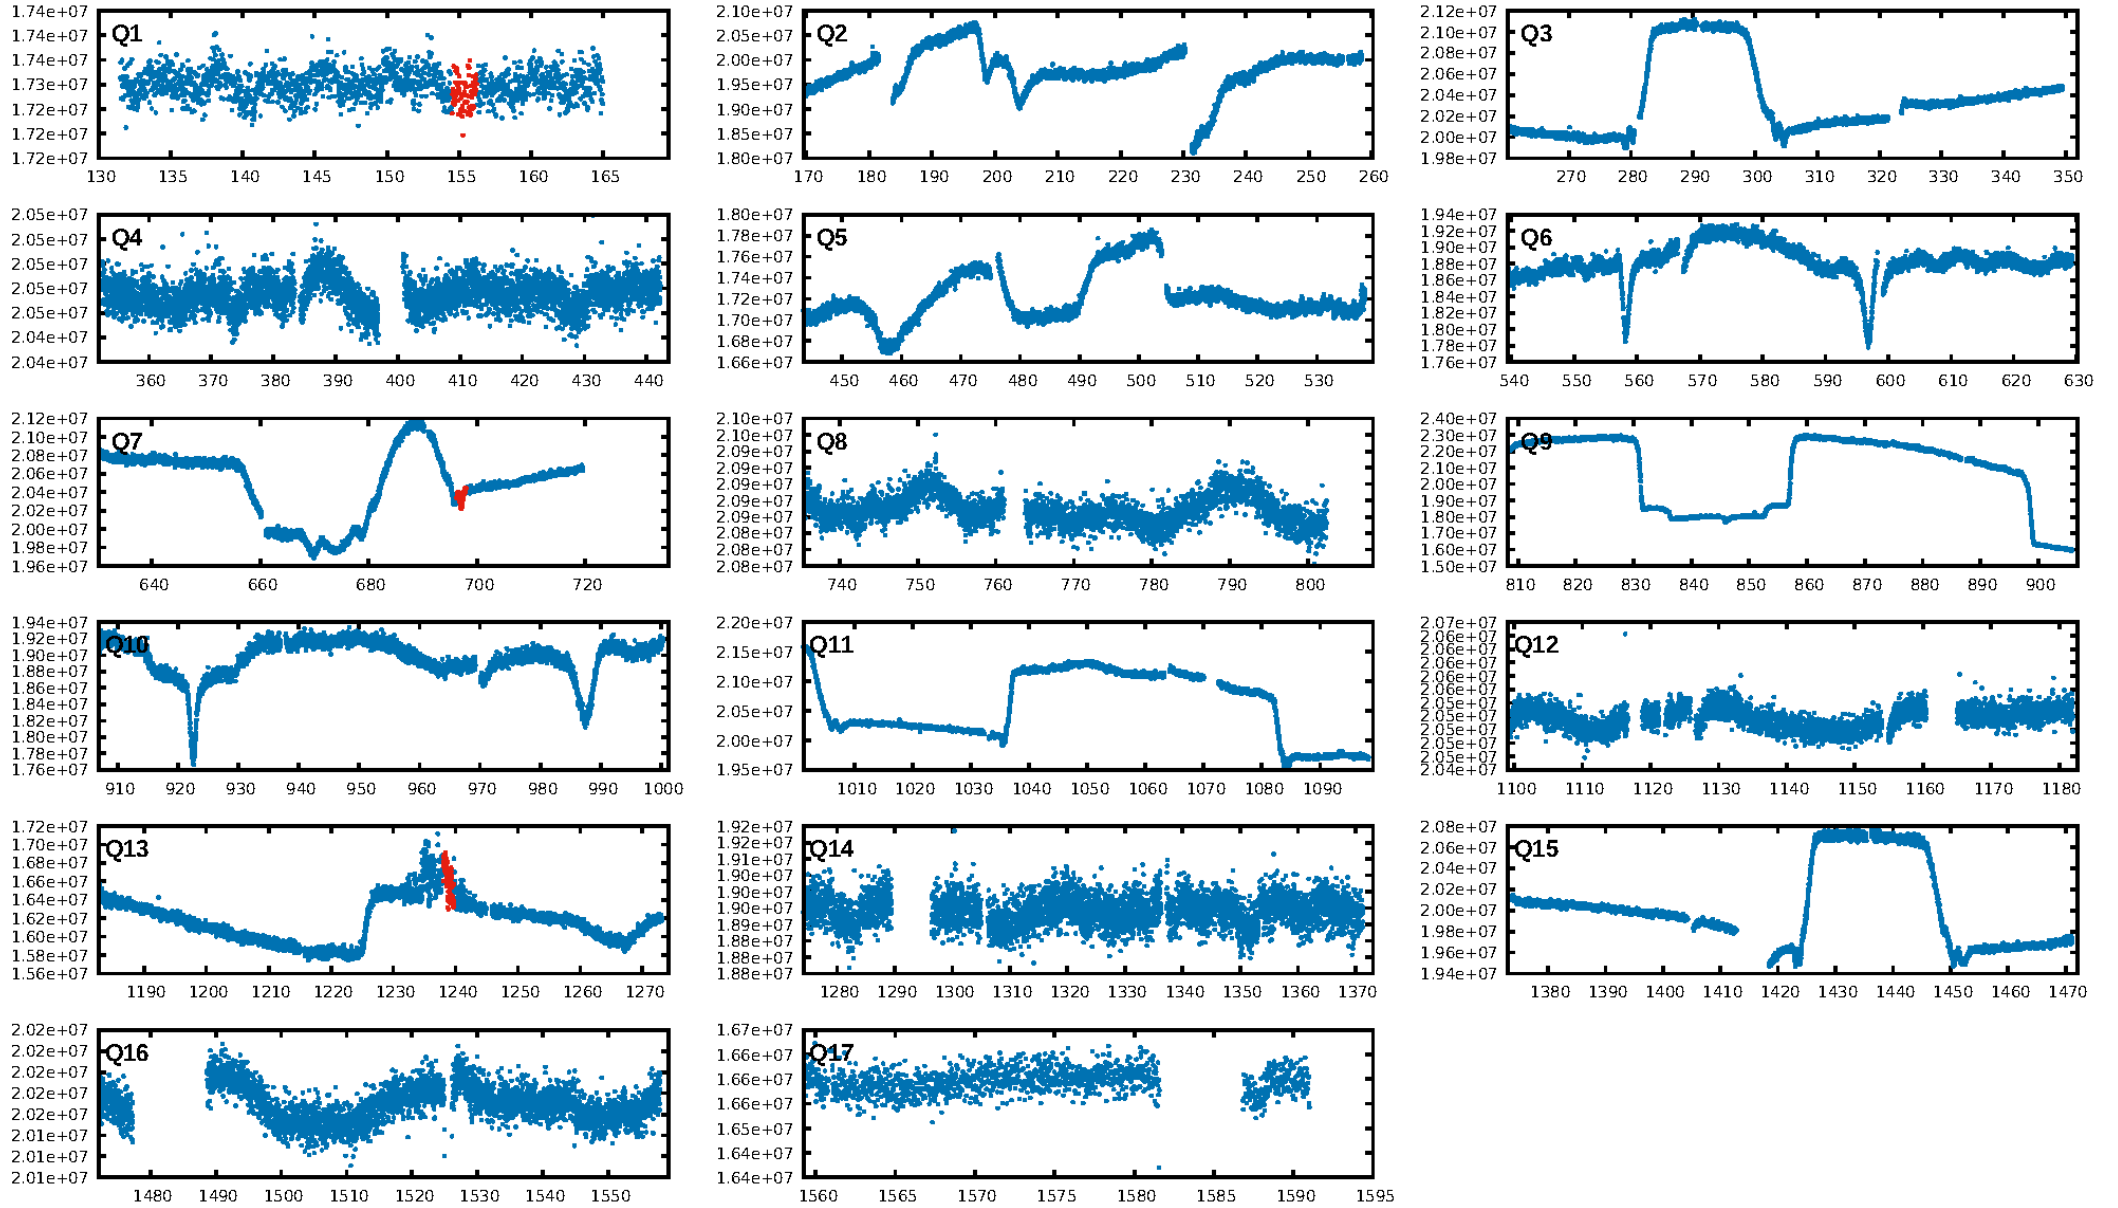 Q1
1.74e+07
1.74e+07
1.74e+07
1.73e+07
1.72e+07
1.72e+07
1.72e+07
130 135 140 145 150 155 160 165
Q2
2.10e+07
2.05e+07
2.00e+07
1.95e+07
1.90e+07
1.85e+07
1.80e+07
170 180 190 200 210 220 230 240 250 260
Q3
2.12e+07
2.10e+07
2.08e+07
2.06e+07
2.04e+07
2.02e+07
2.00e+07
1.98e+07
270 280 290 300 310 320 330 340 350
Q4
2.05e+07
2.05e+07
2.05e+07
2.05e+07
2.05e+07
2.04e+07
2.04e+07
360 370 380 390 400 410 420 430 440
Q5
1.80e+07
1.78e+07
1.76e+07
1.74e+07
1.72e+07
1.70e+07
1.68e+07
1.66e+07
450 460 470 480 490 500 510 520 530
Q6
1.94e+07
1.92e+07
1.90e+07
1.88e+07
1.86e+07
1.84e+07
1.82e+07
1.80e+07
1.78e+07
1.76e+07
540 550 560 570 580 590 600 610 620 630
Q7
2.12e+07
2.10e+07
2.08e+07
2.06e+07
2.04e+07
2.02e+07
2.00e+07
1.98e+07
1.96e+07
640 660 680 700 720
Q8
2.10e+07
2.10e+07
2.09e+07
2.09e+07
2.09e+07
2.09e+07
2.09e+07
2.08e+07
2.08e+07
2.08e+07
740 750 760 770 780 790 800
Q9
2.40e+07
2.30e+07
2.20e+07
2.10e+07
2.00e+07
1.90e+07
1.80e+07
1.70e+07
1.60e+07
1.50e+07
810 820 830 840 850 860 870 880 890 900
Q10
1.94e+07
1.92e+07
1.90e+07
1.88e+07
1.86e+07
1.84e+07
1.82e+07
1.80e+07
1.78e+07
1.76e+07
910 920 930 940 950 960 970 980 990 1000
Q11
2.20e+07
2.15e+07
2.10e+07
2.05e+07
2.00e+07
1.95e+07
1010 1020 1030 1040 1050 1060 1070 1080 1090
Q12
2.07e+07
2.06e+07
2.06e+07
2.06e+07
2.06e+07
2.06e+07
2.05e+07
2.05e+07
2.05e+07
2.05e+07
2.04e+07
1100 1110 1120 1130 1140 1150 1160 1170 1180
Q13
1.72e+07
1.70e+07
1.68e+07
1.66e+07
1.64e+07
1.62e+07
1.60e+07
1.58e+07
1.56e+07
1190 1200 1210 1220 1230 1240 1250 1260 1270
Q14
1.92e+07
1.92e+07
1.91e+07
1.90e+07
1.90e+07
1.90e+07
1.89e+07
1.88e+07
1.88e+07
1.88e+07
1280 1290 1300 1310 1320 1330 1340 1350 1360 1370
Q15
2.08e+07
2.06e+07
2.04e+07
2.02e+07
2.00e+07
1.98e+07
1.96e+07
1.94e+07
1380 1390 1400 1410 1420 1430 1440 1450 1460 1470
Q16
2.02e+07
2.02e+07
2.02e+07
2.02e+07
2.02e+07
2.01e+07
2.01e+07
2.01e+07
1480 1490 1500 1510 1520 1530 1540 1550
Q17
1.67e+07
1.66e+07
1.66e+07
1.66e+07
1.65e+07
1.64e+07
1.64e+07
1560 1565 1570 1575 1580 1585 1590 1595